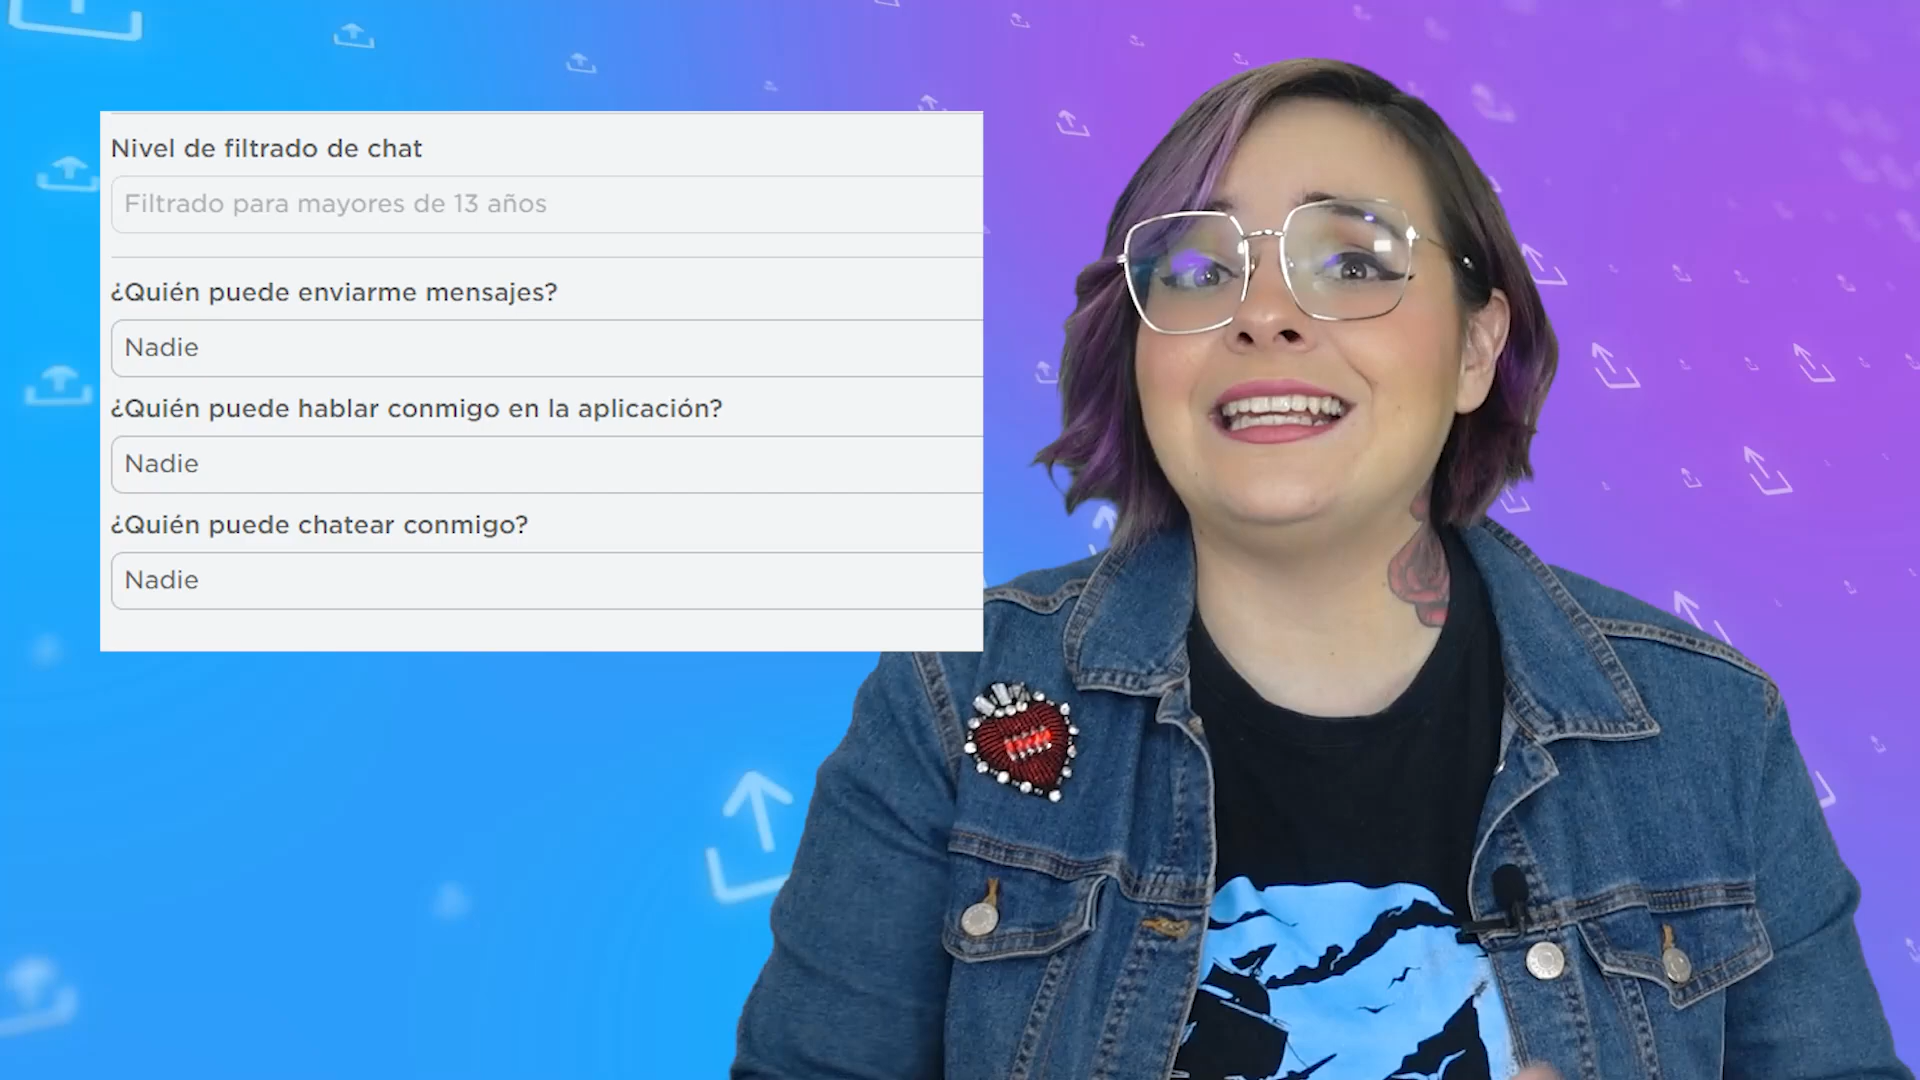 Nivel de filtrado de chat
Filtrado para mayores de 13 años
¿Quién puede enviarme mensajes?
Nadie
¿Quién puede hablar conmigo en la aplicación?
Nadie
¿Quién puede chatear conmigo?
Nadie